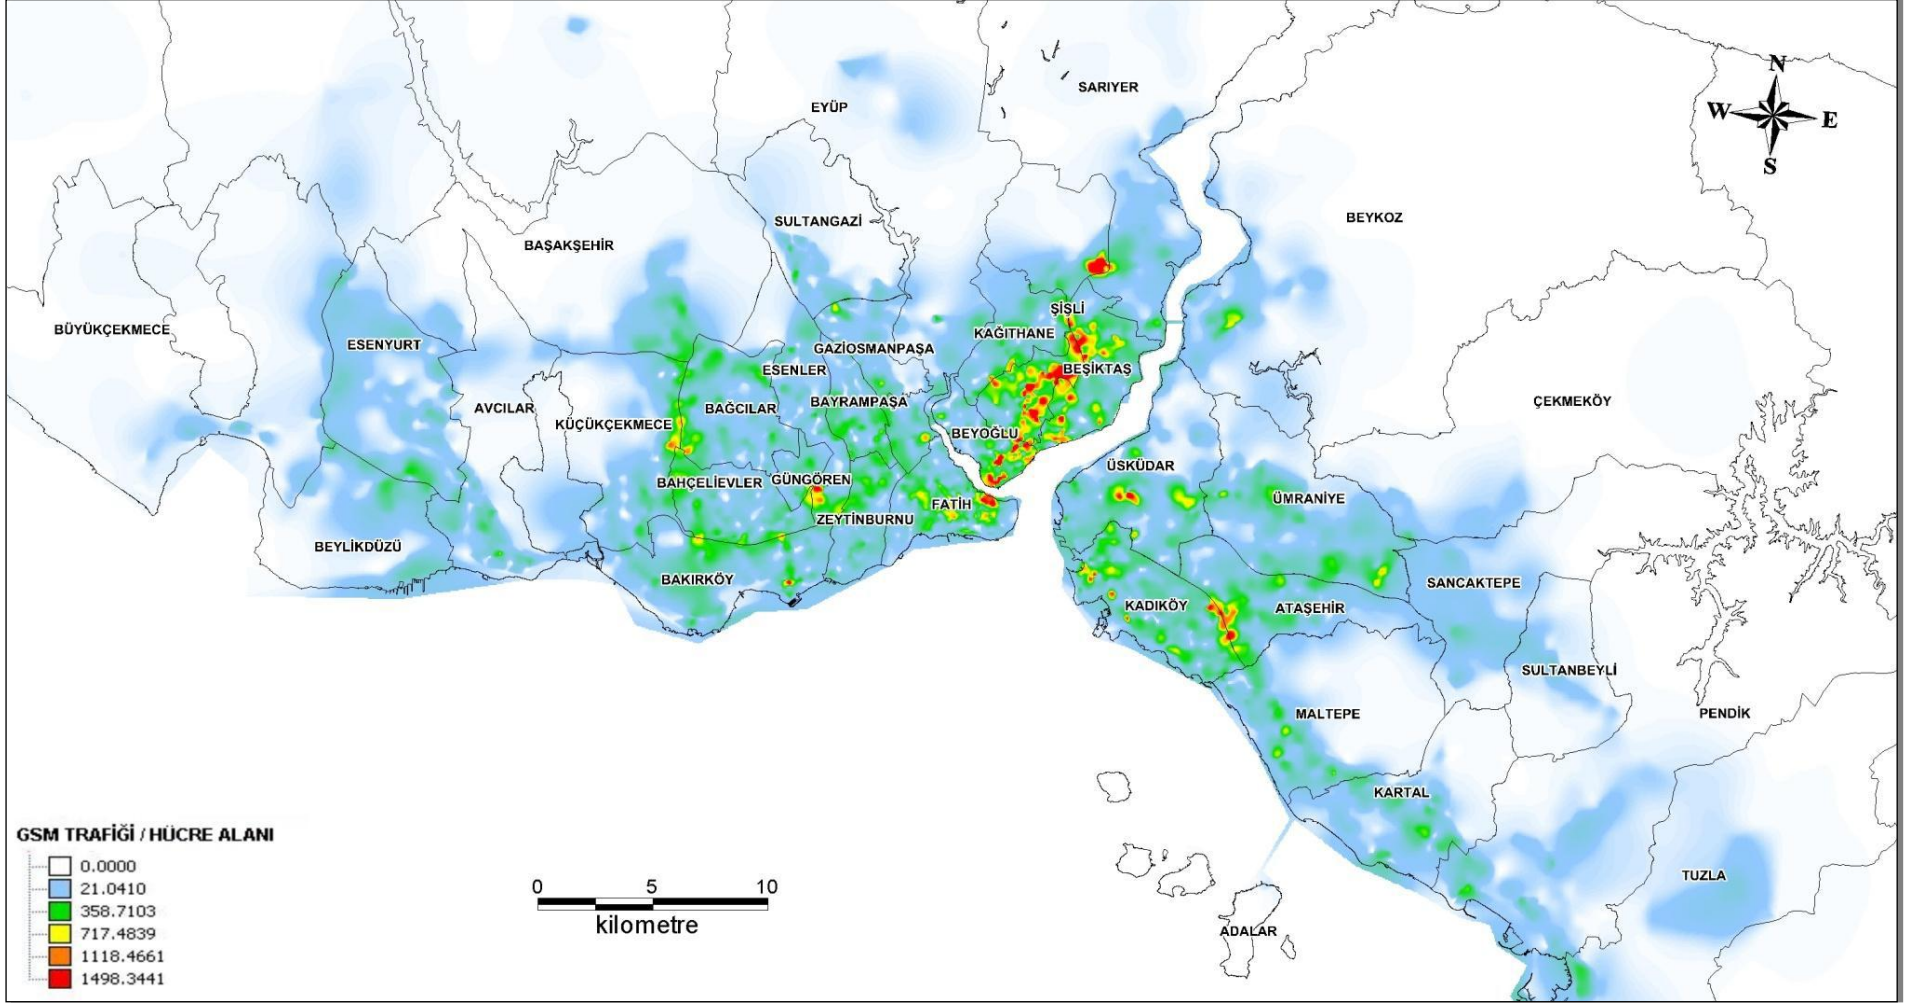 N
W
E
S
SARIYER
EYÜP
SULTANGAZİ
BEYKOZ
BAŞAKŞEHİR
ŞİŞLİ
BÜYÜKÇEKMECE
KAĞITHANE
ESENYURT
GAZİOSMANPAŞA
ESENLER
BEŞİKTAŞ
ÇEKMEKÖY
AVCILAR
BAĞCILAR
BAYRAMPAŞA
KÜÇÜKÇEKMECE
BEYOĞLU
ÜSKÜDAR
BAHÇELİEVLER
GÜNGÖREN
ÜMRANİYE
FATİH
ZEYTİNBURNU
BEYLİKDÜZÜ
BAKIRKÖY
SANCAKTEPE
KADIKÖY
ATAŞEHİR
SULTANBEYLİ
MALTEPE
PENDİK
KARTAL
TUZLA
ADALAR
GSM TRAFİĞİ / HÜCRE ALANI
0.0000
21.0410
358.7103
717.4839
1118.4661
1498.3441
0 5 10
kilometre